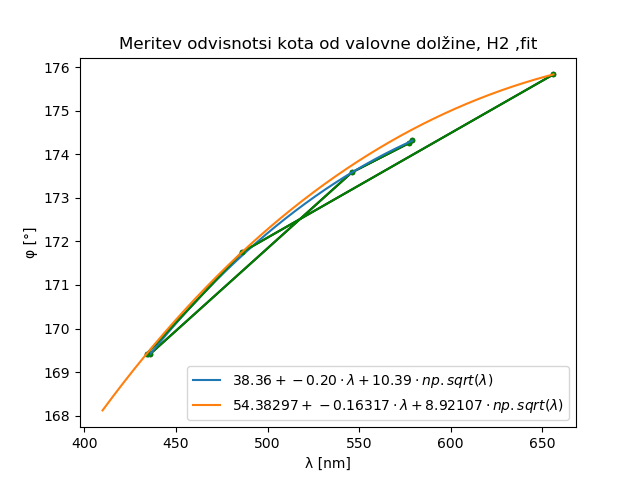 Meritev odvisnotsi kota od valovne dolžine, H2 ,fit
176
175
174
173
172
171
170
169
168
φ [°]
38.36 + −0.20 · λ + 10.39 · np.sqrt(λ)
54.38297 + −0.16317 · λ + 8.92107 · np.sqrt(λ)
400 450 500 550 600 650
λ [nm]